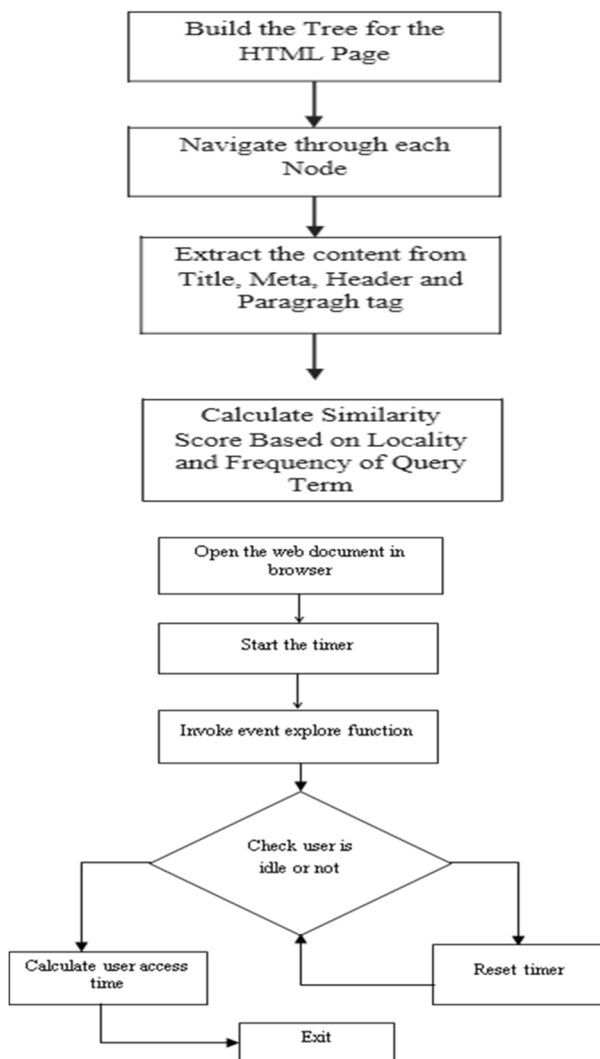 Build the Tree for the
HTML Page
Navigate through each
Node
Extract the content from
Title, Meta, Header and
Paragragh tag
Calculate Similarity
Score Based on Locality
and Frequency of Query
Term
Open the web document in
browser
Start the timer
Invoke event explore function
Check user is
idle or not
Calculate user access
time
Reset timer
Exit